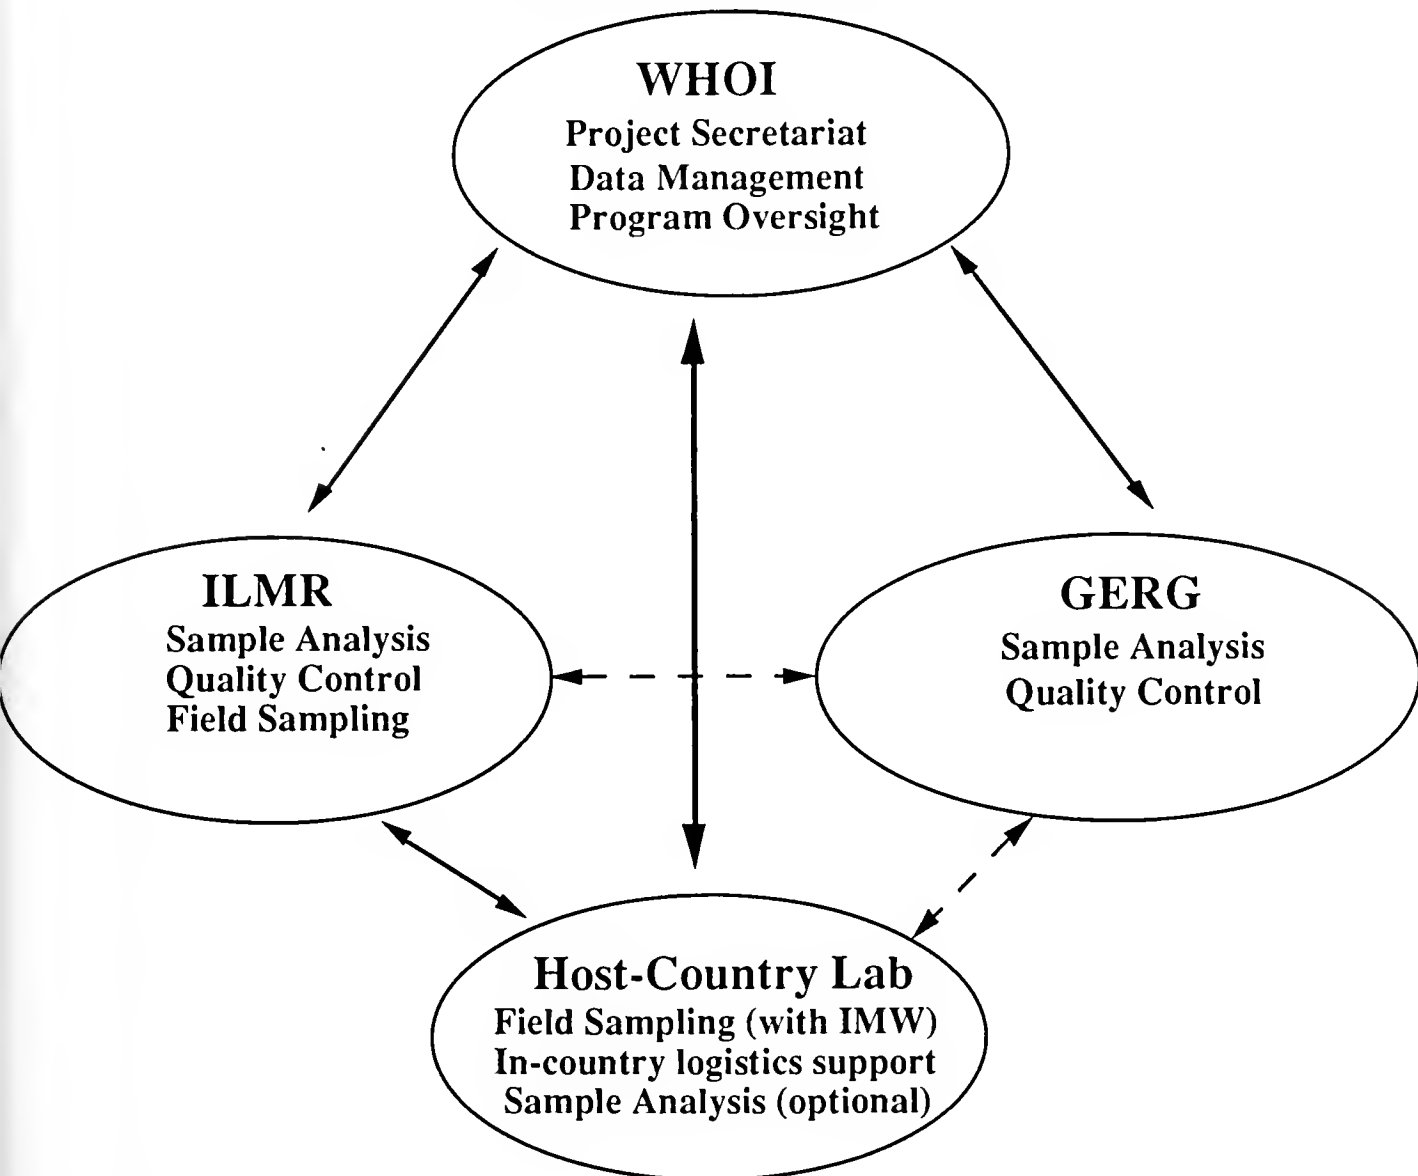 WHOI
Project Secretariat
Data Management
Program Oversight
ILMR
Sample Analysis
Quality Control
Field Sampling
GERG
Sample Analysis
Quality Control
Host-Country Lab
Field Sampling (with IMW)
In-country logistics support
Sample Analysis (optional)